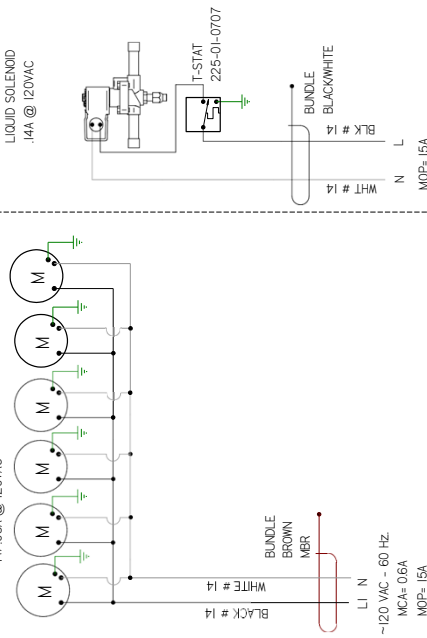 LIQUID SOLENOID
.14A @ 120VAC
T-STAT
225-01-0707
BUNDLE
BLACK/WHITE
BLK # 14
WHT # 14
L
N
MOP= 15A
M
M
M
M
M
M
BUNDLE
BROWN
MBR
WHITE # 14
BLACK # 14
L1 N
~120 VAC - 60 Hz.
MCA= 0.6A
MOP= 15A